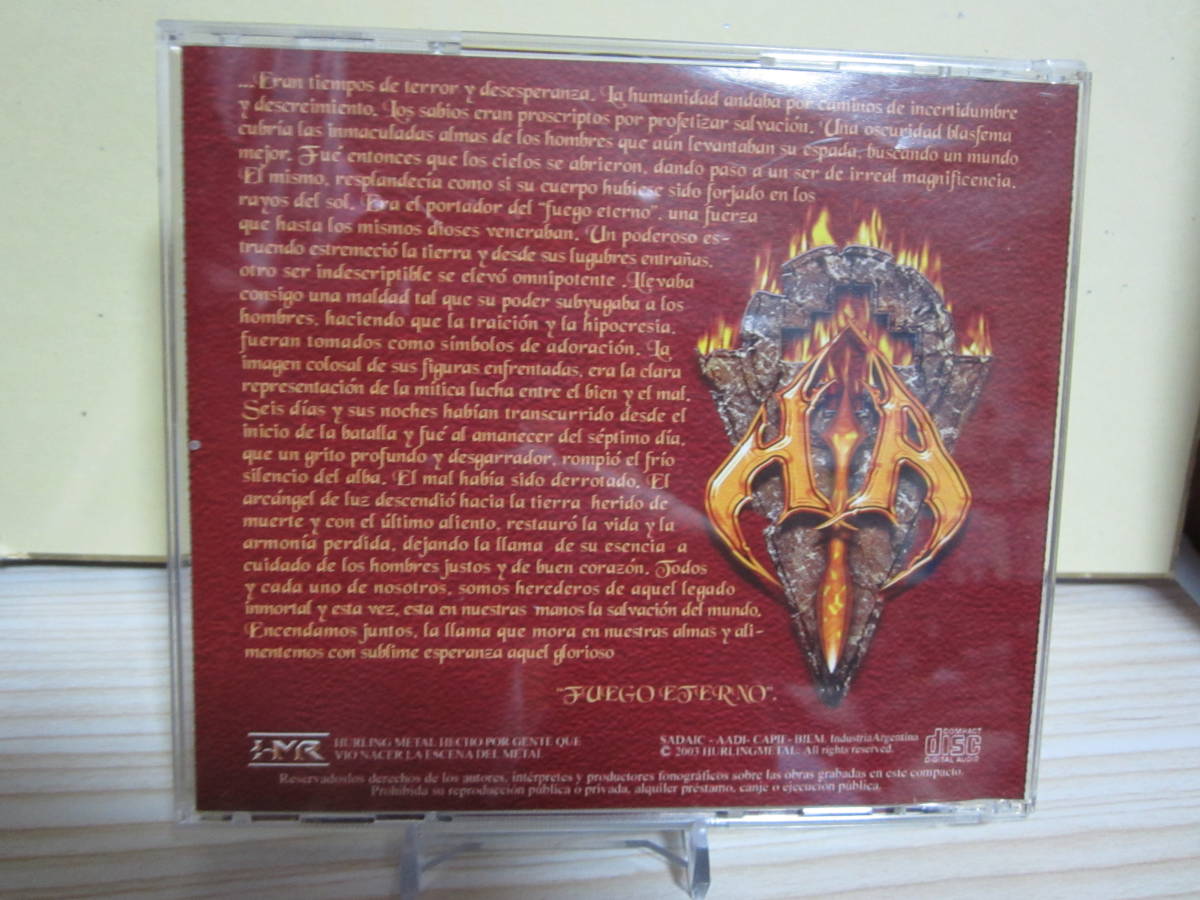 ...Eran tiempos de terror y desesperanza. La humanidad andaba por caminos de incertidumbre
y descreimiento. Los sabios eran proscriptos por profetizar salvación. Una oscuridad blasfema
cubría las inmaculadas almas de los hombres que aún levantaban su espada, buscando un mundo
mejor. Fué entonces que los cielos se abrieron, dando paso a un ser de irreal magnificencia.
El mismo, resplandecía como si su cuerpo hubiese sido forjado en los
rayos del sol. Era el portador del "fuego eterno", una fuerza
que hasta los mismos dioses veneraban. Un poderoso es-
truendo estremeció la tierra y desde sus lugubres entrañas,
otro ser indescriptible se elevó omnipotente .Llevaba
consigo una maldad tal que su poder subyugaba a los
hombres, haciendo que la traición y la hipocresia,
fueran tomados como símbolos de adoración. La
imagen colosal de sus figuras enfrentadas, era la clara
representación de la mítica lucha entre el bien y el mal.
Seis días y sus noches habían transcurrido desde el
inicio de la batalla y fué al amanecer del séptimo día,
que un grito profundo y desgarrador, rompió el frío
silencio del alba. El mal había sido derrotado. El
arcángel de luz descendió hacia la tierra herido de
muerte y con el último aliento, restauró la vida y la
armonía perdida, dejando la llama de su esencia a
cuidado de los hombres justos y de buen corazón. Todos
y cada uno de nosotros, somos herederos de aquel legado
inmortal y esta vez, esta en nuestras manos la salvación del mundo.
Encendamos juntos, la llama que mora en nuestras almas y ali-
mentemos con sublime esperanza aquel glorioso
"FUEGO ETERNO".
HMR
HURLING METAL HECHO POR GENTE QUE
VIO NACER LA ESCENA DEL METAL
SADAIC - AADI- CAPIF- BIEM. IndustriaArgentina
© 2003 HURLINGMETAL. All rights reserved.
COMPACT
disc
DIGITAL AUDIO
Reservadoslos derechos de los autores, intérpretes y productores fonográficos sobre las obras grabadas en este compacto.
Prohibida su reproducción pública o privada, alquiler préstamo, canje o ejecución pública.